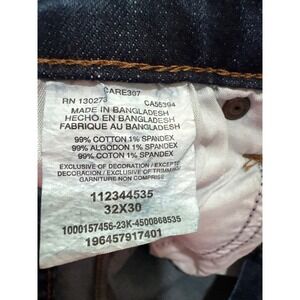 CARE307
RN 130273 CA55394
MADE IN BANGLADESH
HECHO EN BANGLADESH
FABRIQUE AU BANGLADESH
99% COTTON 1% SPANDEX
99% ALGODON 1% SPANDEX
99% COTON 1% SPANDEX
EXCLUSIVE OF DECORATION / EXCEPTE
DECORATION / EXCLUSIVE OF TRIMMING
GARNITURE NON COMPRISE
112344535
32X30
1000157456-23K-4500868535
196457917401